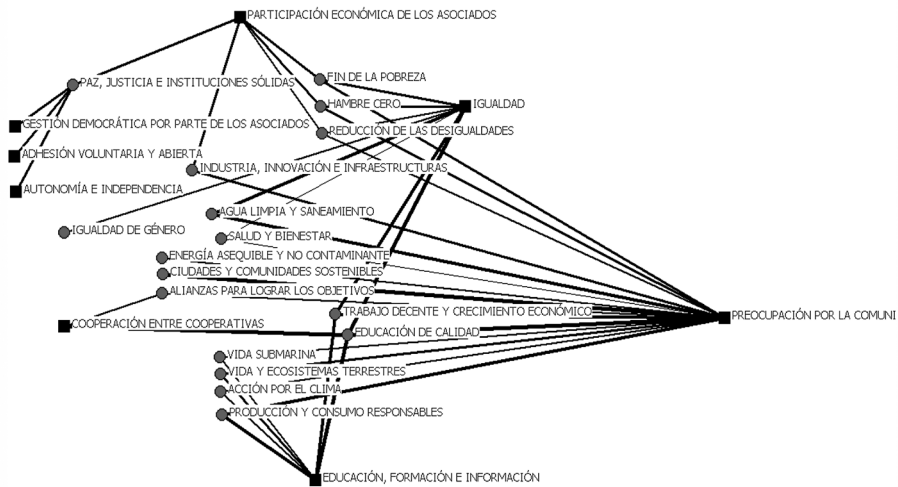 PARTICIPACIÓN ECONÓMICA DE LOS ASOCIADOS
FIN DE LA POBREZA
PAZ, JUSTICIA E INSTITUCIONES SÓLIDAS
HAMBRE CERO
IGUALDAD
GESTIÓN DEMOCRÁTICA POR PARTE DE LOS ASOCIADOS
REDUCCIÓN DE LAS DESIGUALDADES
ADHESIÓN VOLUNTARIA Y ABIERTA
INDUSTRIA, INNOVACIÓN E INFRAESTRUCTURAS
AUTONOMÍA E INDEPENDENCIA
AGUA LIMPIA Y SANEAMIENTO
IGUALDAD DE GÉNERO
SALUD Y BIENESTAR
ENERGÍA ASEQUIBLE Y NO CONTAMINANTE
CIUDADES Y COMUNIDADES SOSTENIBLES
ALIANZAS PARA LOGRAR LOS OBJETIVOS
TRABAJO DECENTE Y CRECIMIENTO ECONÓMICO
PREOCUPACIÓN POR LA COMUNI
COOPERACIÓN ENTRE COOPERATIVAS
EDUCACIÓN DE CALIDAD
VIDA SUBMARINA
VIDA Y ECOSISTEMAS TERRESTRES
ACCIÓN POR EL CLIMA
PRODUCCIÓN Y CONSUMO RESPONSABLES
EDUCACIÓN, FORMACIÓN E INFORMACIÓN